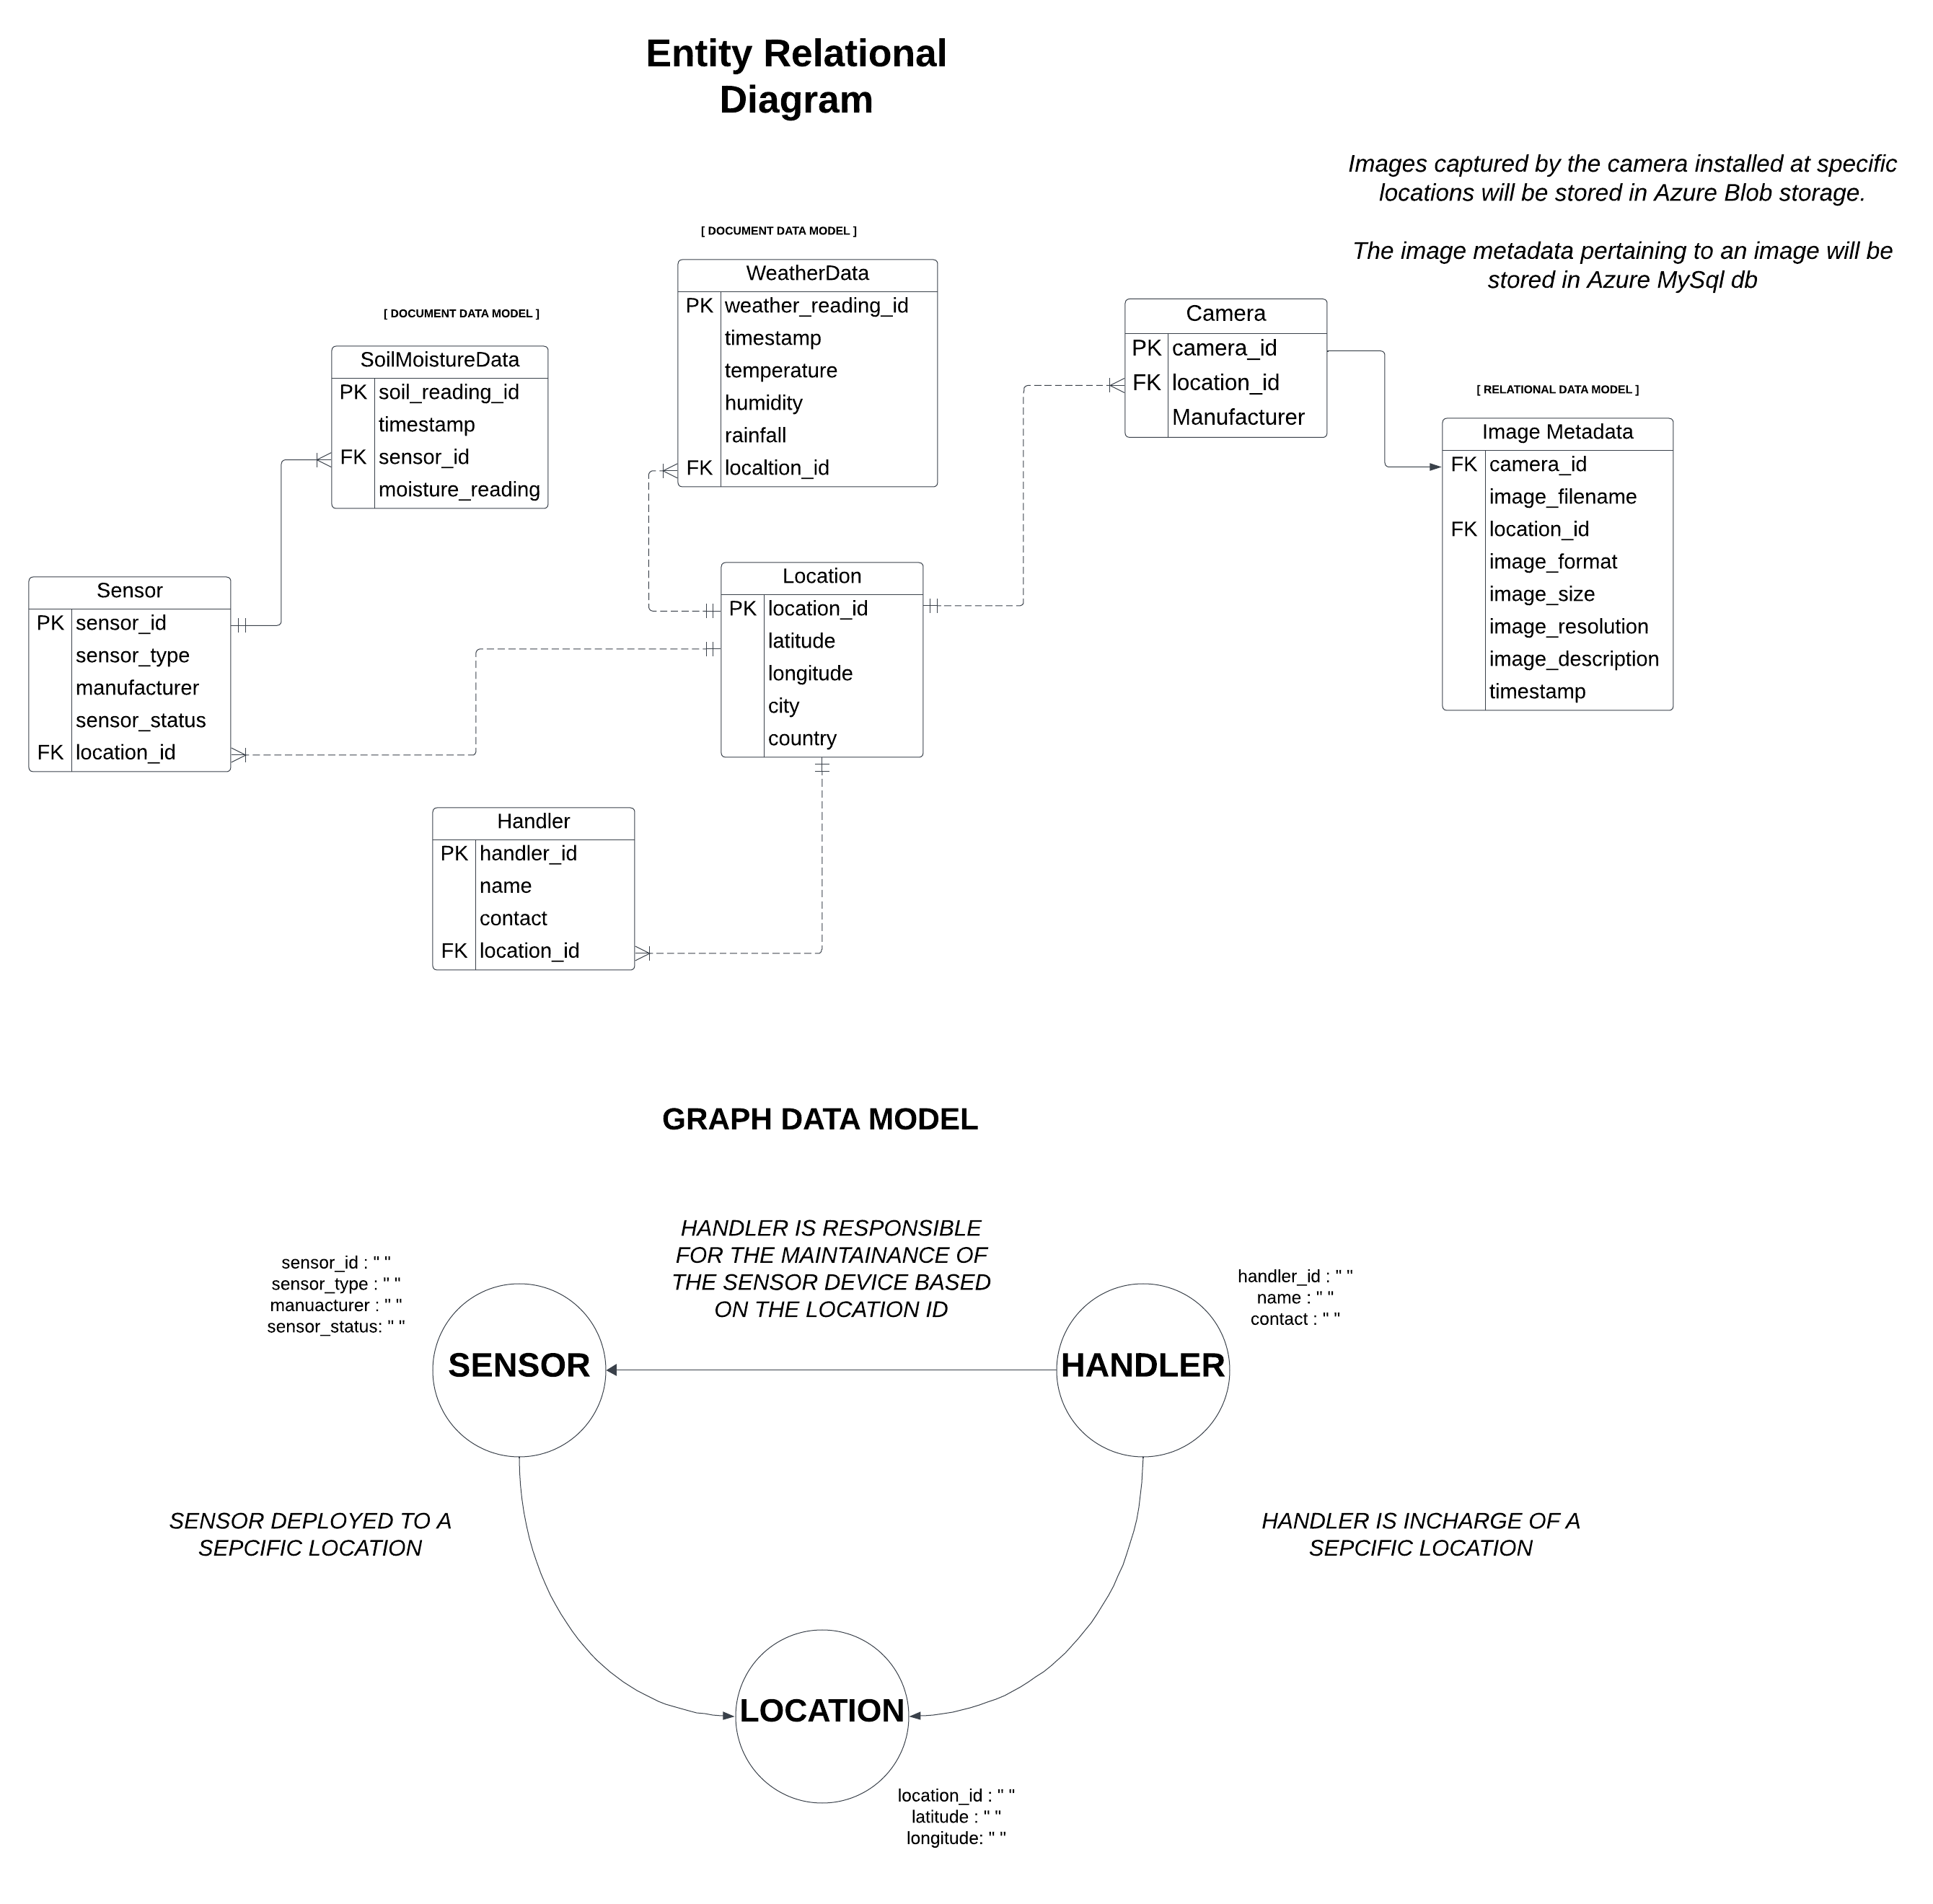 Entity Relational
Diagram
Images captured by the camera installed at specific
locations will be stored in Azure Blob storage.
The image metadata pertaining to an image will be
stored in Azure MySql db
[ DOCUMENT DATA MODEL ]
WeatherData
PK weather_reading_id
timestamp
temperature
humidity
rainfall
FK localtion_id
[ DOCUMENT DATA MODEL ]
SoilMoistureData
PK soil_reading_id
timestamp
FK sensor_id
moisture_reading
Camera
PK camera_id
FK location_id
Manufacturer
[ RELATIONAL DATA MODEL ]
Image Metadata
FK camera_id
image_filename
FK location_id
image_format
image_size
image_resolution
image_description
timestamp
Sensor
PK sensor_id
sensor_type
manufacturer
sensor_status
FK location_id
Location
PK location_id
latitude
longitude
city
country
Handler
PK handler_id
name
contact
FK location_id
GRAPH DATA MODEL
HANDLER IS RESPONSIBLE
FOR THE MAINTAINANCE OF
THE SENSOR DEVICE BASED
ON THE LOCATION ID
sensor_id : " "
sensor_type : " "
manuacturer : " "
sensor_status: " "
handler_id : " "
name : " "
contact : " "
SENSOR
HANDLER
SENSOR DEPLOYED TO A
SEPCIFIC LOCATION
HANDLER IS INCHARGE OF A
SEPCIFIC LOCATION
LOCATION
location_id : " "
latitude : " "
longitude: " "